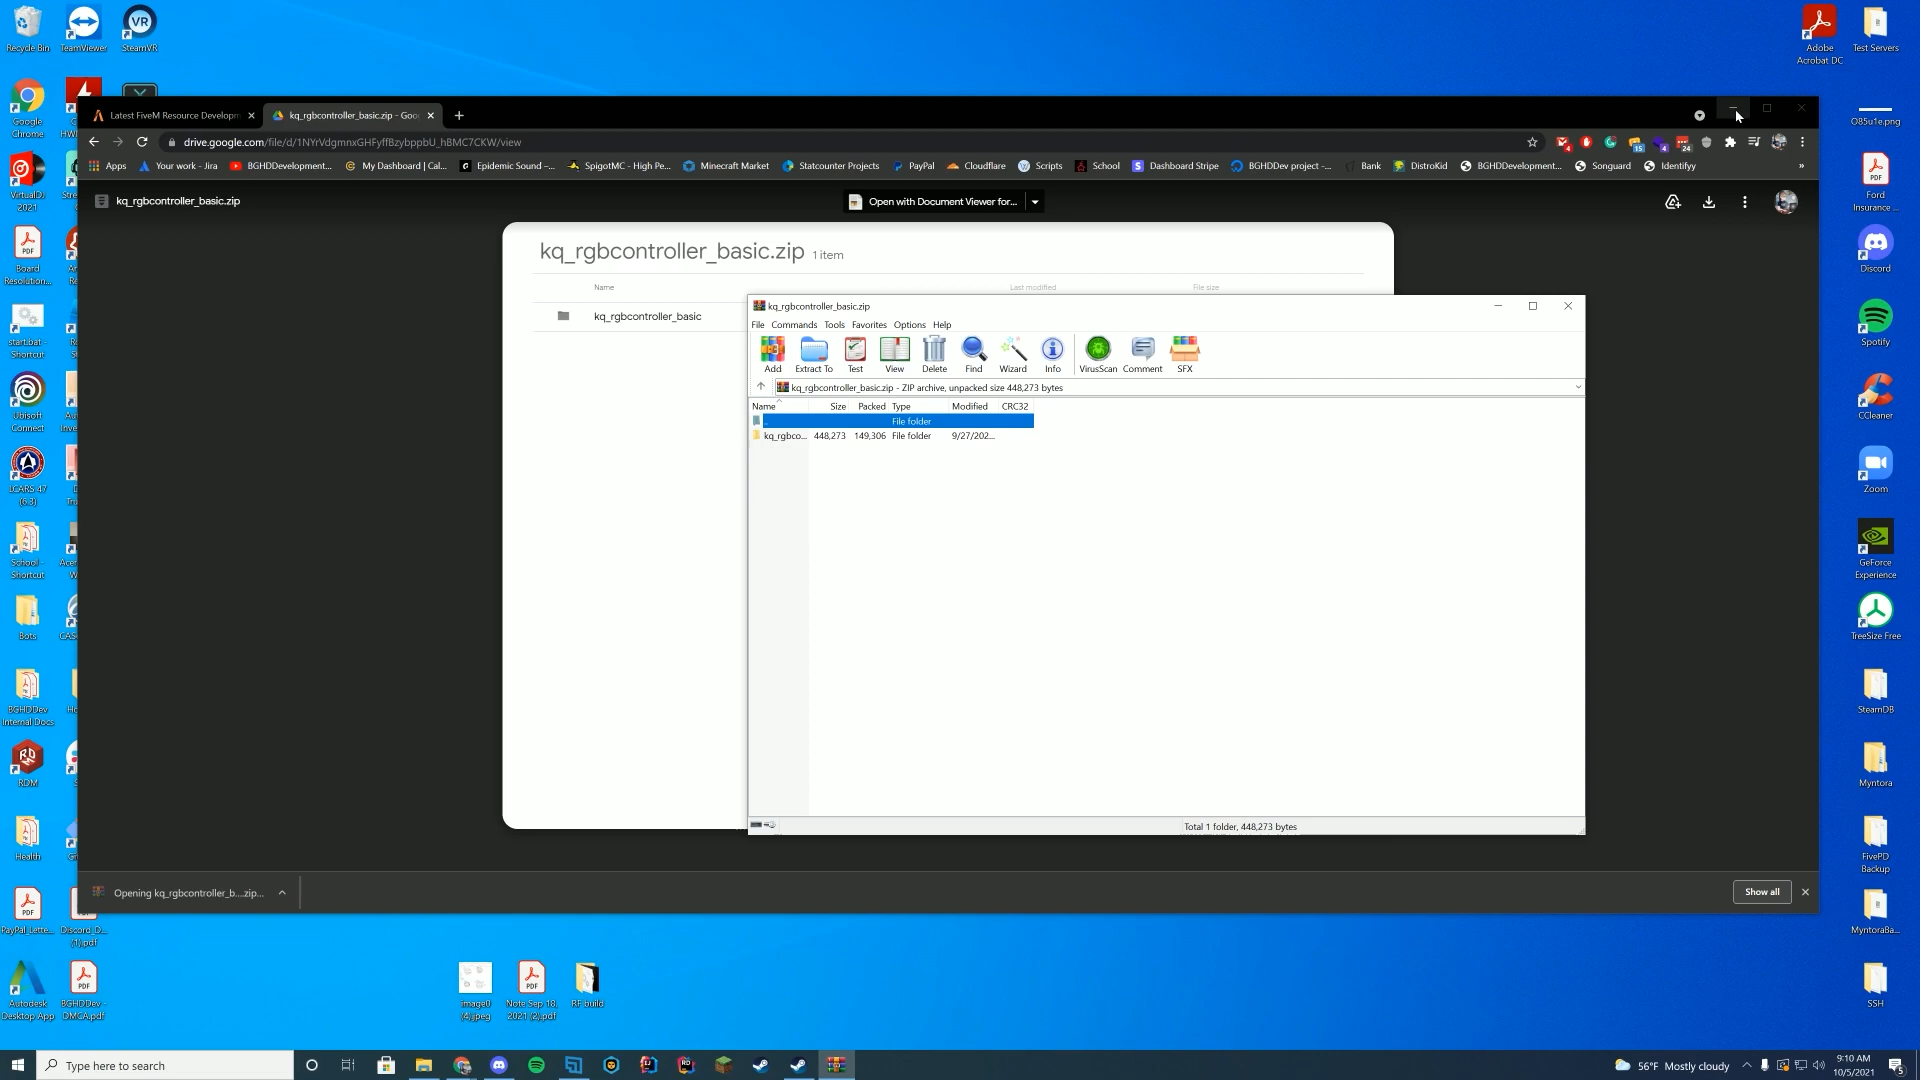 Recycle Bin
TeamViewer
SteamVR
Adobe
Acrobat DC
Test Servers
Latest FiveM Resource Developm
kq_rgbcontroller_basic.zip - Goo
drive.google.com/file/d/1NYrVdgmnxGHFyffBzybppbU_hBMC7CKW/view
Apps
Your work - Jira
BGHDDevelopment...
My Dashboard | Cal...
Epidemic Sound -...
SpigotMC - High Pe...
Minecraft Market
Statcounter Projects
PayPal
Cloudflare
Scripts
School
Dashboard Stripe
BGHDDev project -...
Bank
DistroKid
BGHDDevelopment...
Songuard
Identify
»
kq_rgbcontroller_basic.zip
Open with Document Viewer for...
kq_rgbcontroller_basic.zip 1 item
Name
Last modified
File size
kq_rgbcontroller_basic
kq_rgbcontroller_basic.zip
File Commands Tools Favorites Options Help
Add
Extract To
Test
View
Delete
Find
Wizard
Info
VirusScan
Comment
SFX
kq_rgbcontroller_basic.zip - ZIP archive, unpacked size 448,273 bytes
Name Size Packed Type Modified CRC32
.. File folder
kq_rgbco... 448,273 149,306 File folder 9/27/202...
Total 1 folder, 448,273 bytes
Opening kq_rgbcontroller_b....zip...
Show all
Google
Chrome
VirtualDJ
2021
Board
Resolution...
start.bat -
Shortcut
Ubisoft
Connect
LCARS 47
(6.3)
School -
Shortcut
Bots
BGHDDev
Internal Docs
RDM
Health
PayPal_Lette...
Discord_D...
(1).pdf
Autodesk
Desktop App
BGHDDev -
DMCA.pdf
image0
(4).jpeg
Note Sep 18,
2021 (2).pdf
RF build
O85u1e.png
Ford
Insurance ...
Discord
Spotify
CCleaner
Zoom
GeForce
Experience
TreeSize Free
SteamDB
Myntora
FivePD
Backup
MyntoraBa...
SSH
Type here to search
56°F Mostly cloudy
9:10 AM
10/5/2021